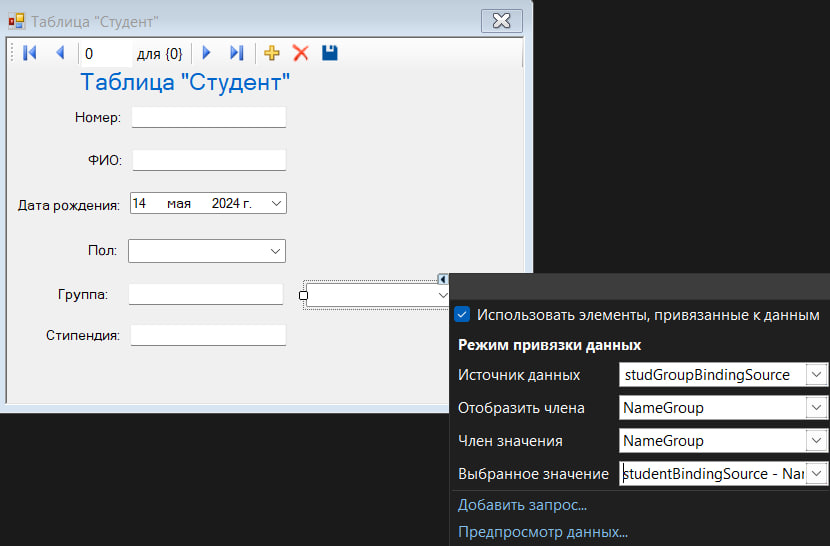 Таблица "Студент"
0 для {0}
Таблица "Студент"
Номер:
ФИО:
Дата рождения: 14 мая 2024 г.
Пол:
Группа:
Стипендия:
Использовать элементы, привязанные к данным
Режим привязки данных
Источник данных studGroupBindingSource
Отобразить члена NameGroup
Член значения NameGroup
Выбранное значение studentBindingSource - Nar
Добавить запрос...
Предпросмотр данных...